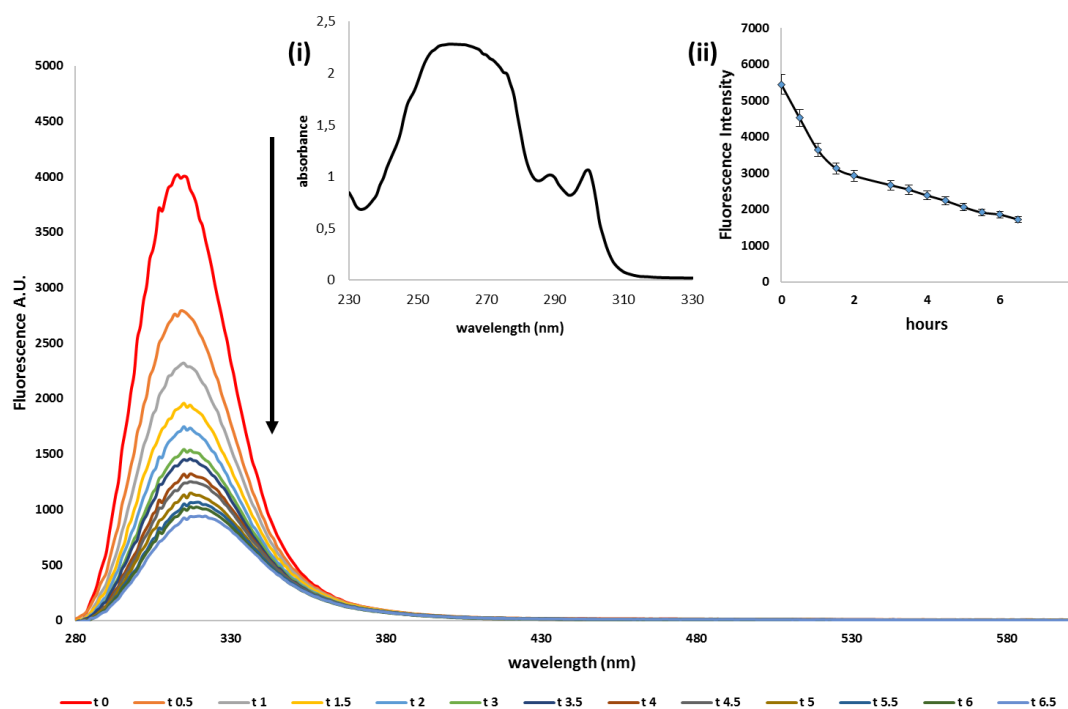 (i)
2,5
2
1,5
1
0,5
0
absorbance
230 250 270 290 310 330
wavelength (nm)
(ii)
7000
6000
5000
4000
3000
2000
1000
0
Fluorescence Intensity
0 2 4 6
hours
5000
4500
4000
3500
3000
2500
2000
1500
1000
500
0
Fluorescence A.U.
280 330 380 430 480 530 580
wavelength (nm)
t 0 t 0.5 t 1 t 1.5 t 2 t 3 t 3.5 t 4 t 4.5 t 5 t 5.5 t 6 t 6.5